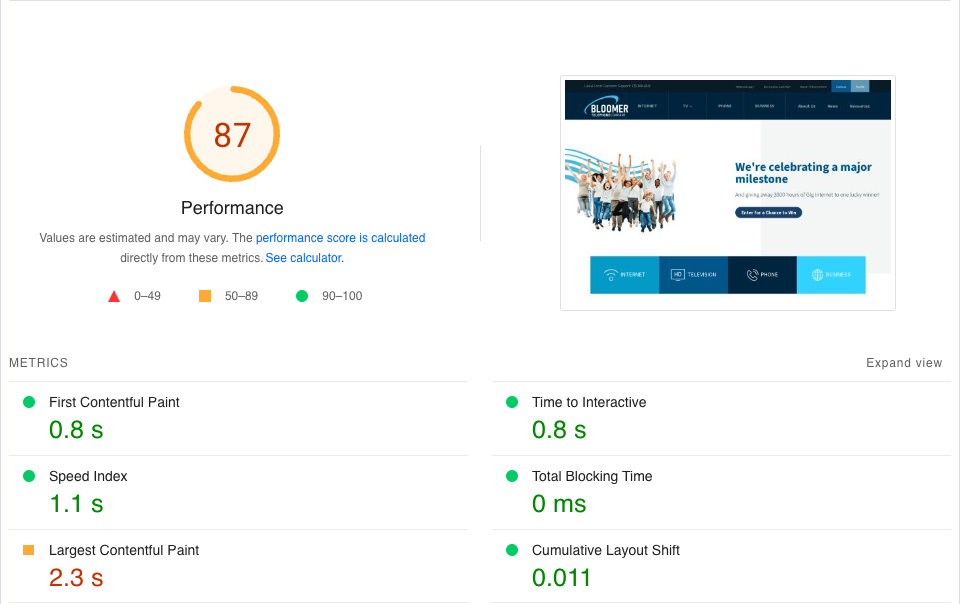 87
Performance
Values are estimated and may vary. The performance score is calculated
directly from these metrics. See calculator.
0–49
50–89
90–100
BLOOMER
INTERNET
TV
PHONE
BUSINESS
About Us
News
Resources
We're celebrating a major
milestone
And giving away 3000 hours of Gig Internet to one lucky winner!
Enter for a Chance to Win
INTERNET
HD
TELEVISION
PHONE
BUSINESS
METRICS
Expand view
First Contentful Paint
0.8 s
Time to Interactive
0.8 s
Speed Index
1.1 s
Total Blocking Time
0 ms
Largest Contentful Paint
2.3 s
Cumulative Layout Shift
0.011